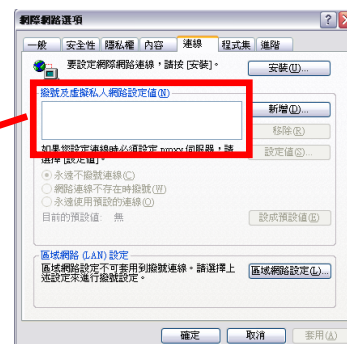 網際網路選項
一般 安全性 隱私權 內容 連線 程式集 進階
要設定網際網路連線，請按 [安裝]。
安裝(U)...
撥號及虛擬私人網路設定值(N)
新增(D)...
移除(R)
如果您設定連線時必須設定 proxy 伺服器，請選擇 [設定值]。
設定值(S)...
永遠不撥號連線(C)
網路連線不存在時撥號(W)
永遠使用預設的連線(O)
目前的預設值: 無
設成預設值(E)
區域網路 (LAN) 設定
區域網路設定不可套用到撥號連線。請選擇上
述設定來進行撥號設定。
區域網路設定(L)...
確定 取消 套用(A)